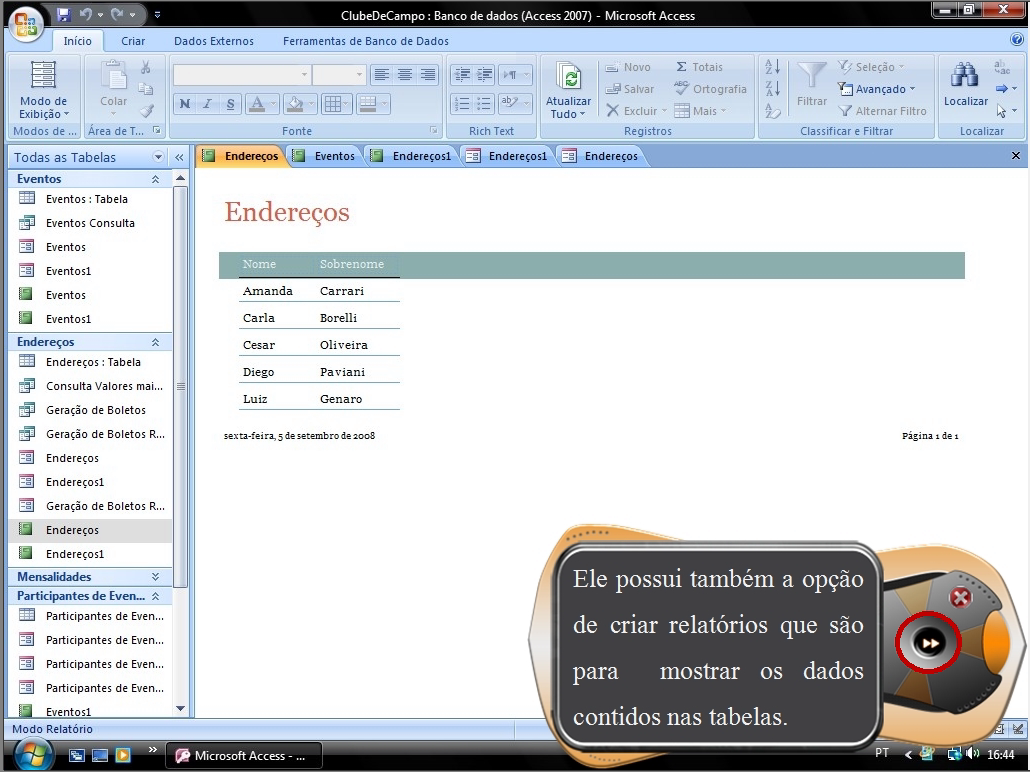 ClubeDeCampo : Banco de dados (Access 2007) - Microsoft Access
Início Criar Dados Externos Ferramentas de Banco de Dados
Modo de Exibição
Modos de ...
Colar
Área de T...
N I S A
Fonte
Rich Text
Atualizar Tudo
Novo
Salvar
Excluir
Σ Totais
Ortografia
Mais
Registros
Filtrar
Seleção
Avançado
Alternar Filtro
Classificar e Filtrar
Localizar
Localizar
Todas as Tabelas «
Endereços Eventos Endereços1 Endereços1 Endereços
Eventos
Eventos : Tabela
Eventos Consulta
Eventos
Eventos1
Eventos
Eventos1
Endereços
Endereços : Tabela
Consulta Valores mai...
Geração de Boletos
Geração de Boletos R...
Endereços
Endereços1
Geração de Boletos R...
Endereços
Endereços1
Mensalidades
Participantes de Even...
Participantes de Even...
Participantes de Even...
Participantes de Even...
Participantes de Even...
Eventos1
Endereços
Nome Sobrenome
Amanda Carrari
Carla Borelli
Cesar Oliveira
Diego Paviani
Luiz Genaro
sexta-feira, 5 de setembro de 2008 Página 1 de 1
Ele possui também a opção
de criar relatórios que são
para mostrar os dados
contidos nas tabelas.
Modo Relatório
Microsoft Access - ...
PT 16:44